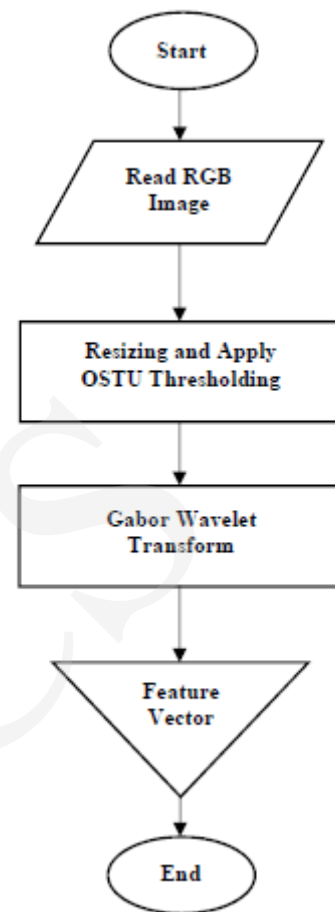 Start
Read RGB
Image
Resizing and Apply
OSTU Thresholding
Gabor Wavelet
Transform
Feature
Vector
End